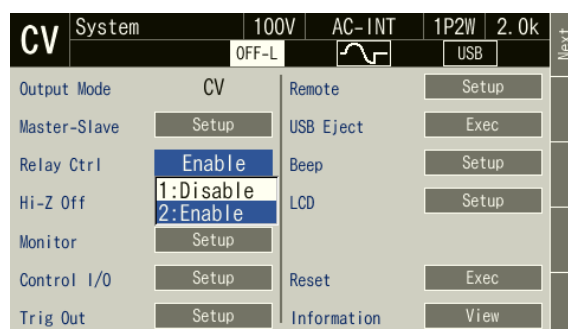 CV System 100V AC-INT 1P2W 2.0k
OFF-L USB
Next
Output Mode CV
Master-Slave Setup
Relay Ctrl Enable
1:Disable
2:Enable
Hi-Z Off
Monitor Setup
Control I/O Setup
Trig Out Setup
Remote Setup
USB Eject Exec
Beep Setup
LCD Setup
Reset Exec
Information View